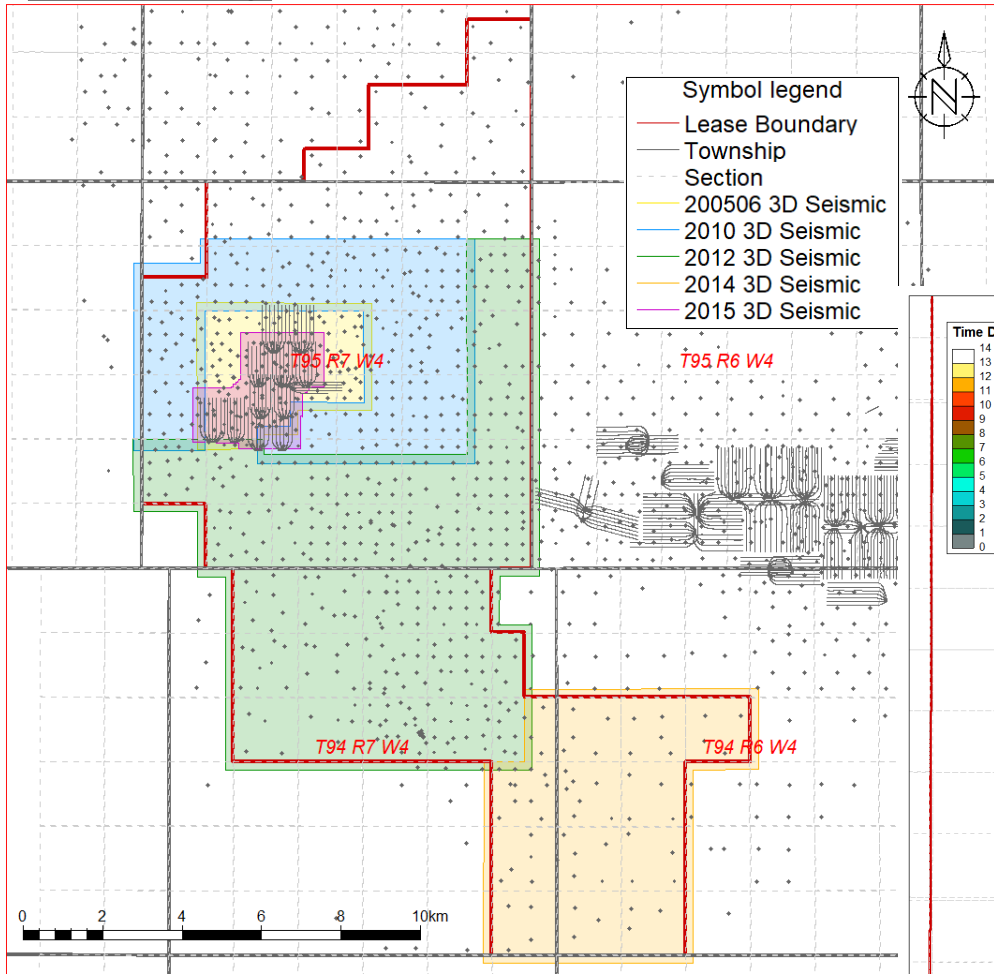 Symbol legend
Lease Boundary
Township
Section
200506 3D Seismic
2010 3D Seismic
2012 3D Seismic
2014 3D Seismic
2015 3D Seismic
N
T95 R7 W4
T95 R6 W4
Time D
14
13
12
11
10
9
8
7
6
5
4
3
2
1
0
T94 R7 W4
T94 R6 W4
0 2 4 6 8 10km